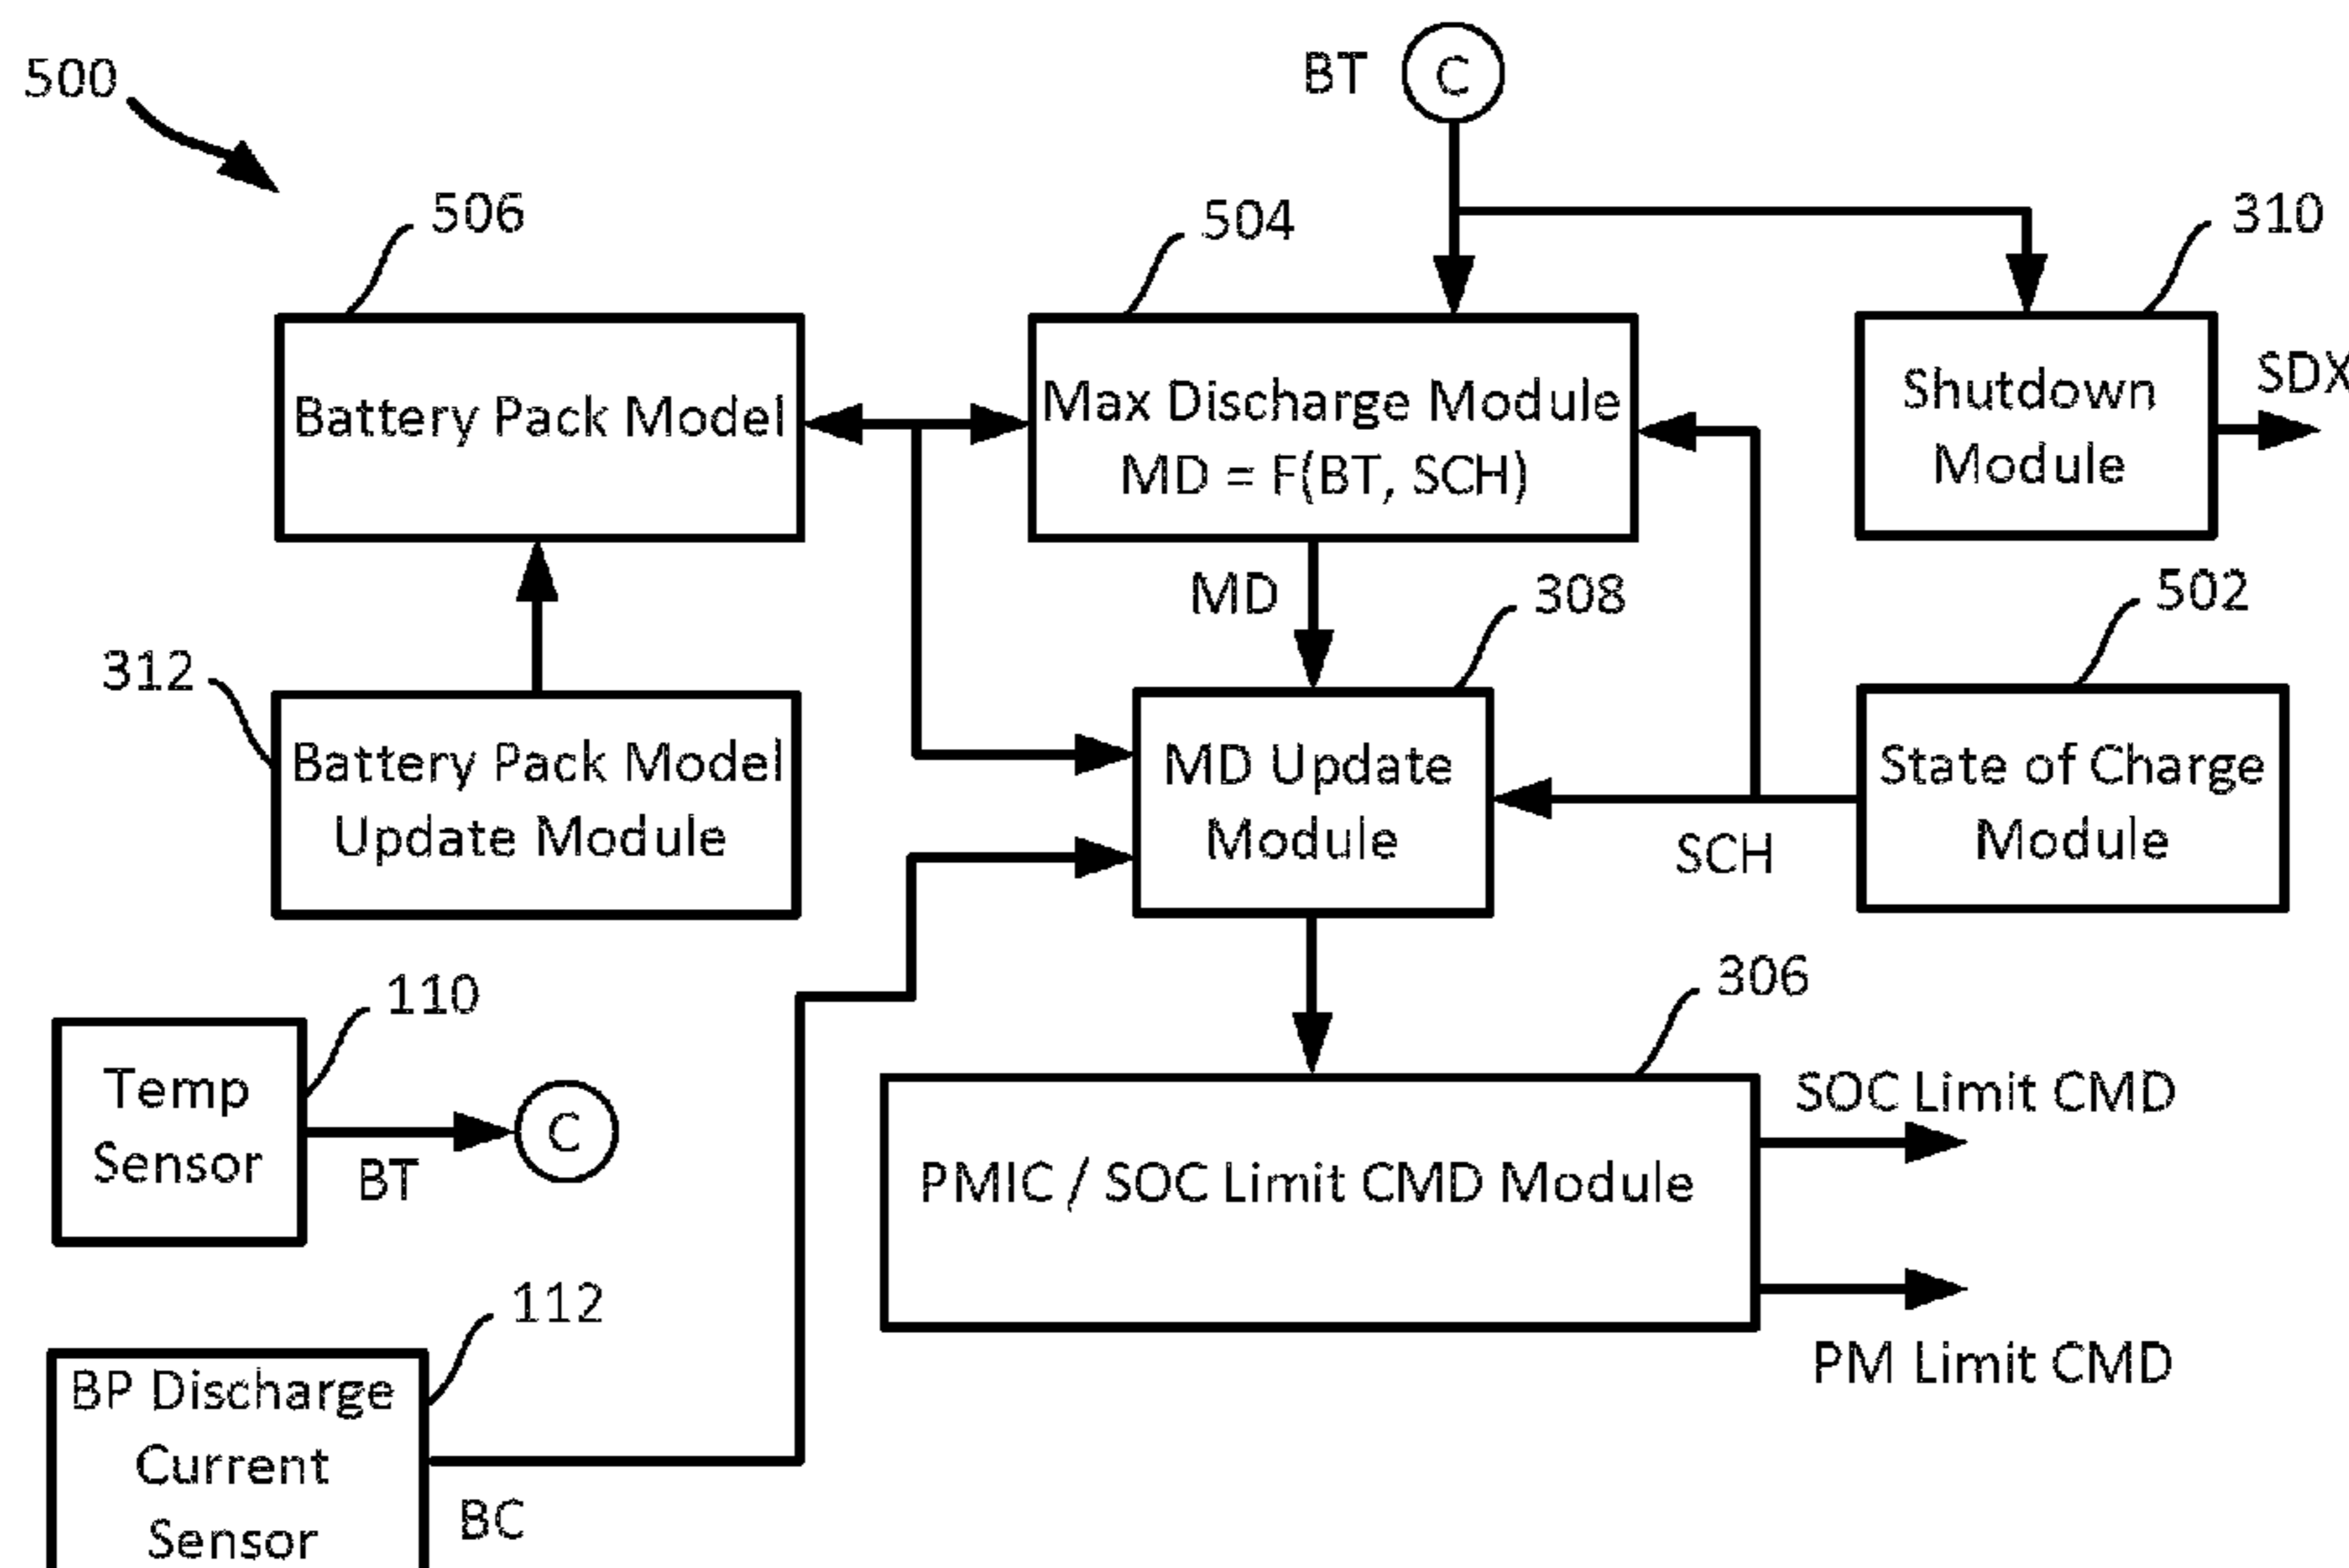 500
BT
C
506
504
310
Battery Pack Model
Max Discharge Module
MD = F(BT, SCH)
Shutdown
Module
SDX
MD
308
502
312
Battery Pack Model
Update Module
MD Update
Module
SCH
State of Charge
Module
110
306
Temp
Sensor
BT
C
PMIC / SOC Limit CMD Module
SOC Limit CMD
PM Limit CMD
112
BP Discharge
Current
Sensor
BC